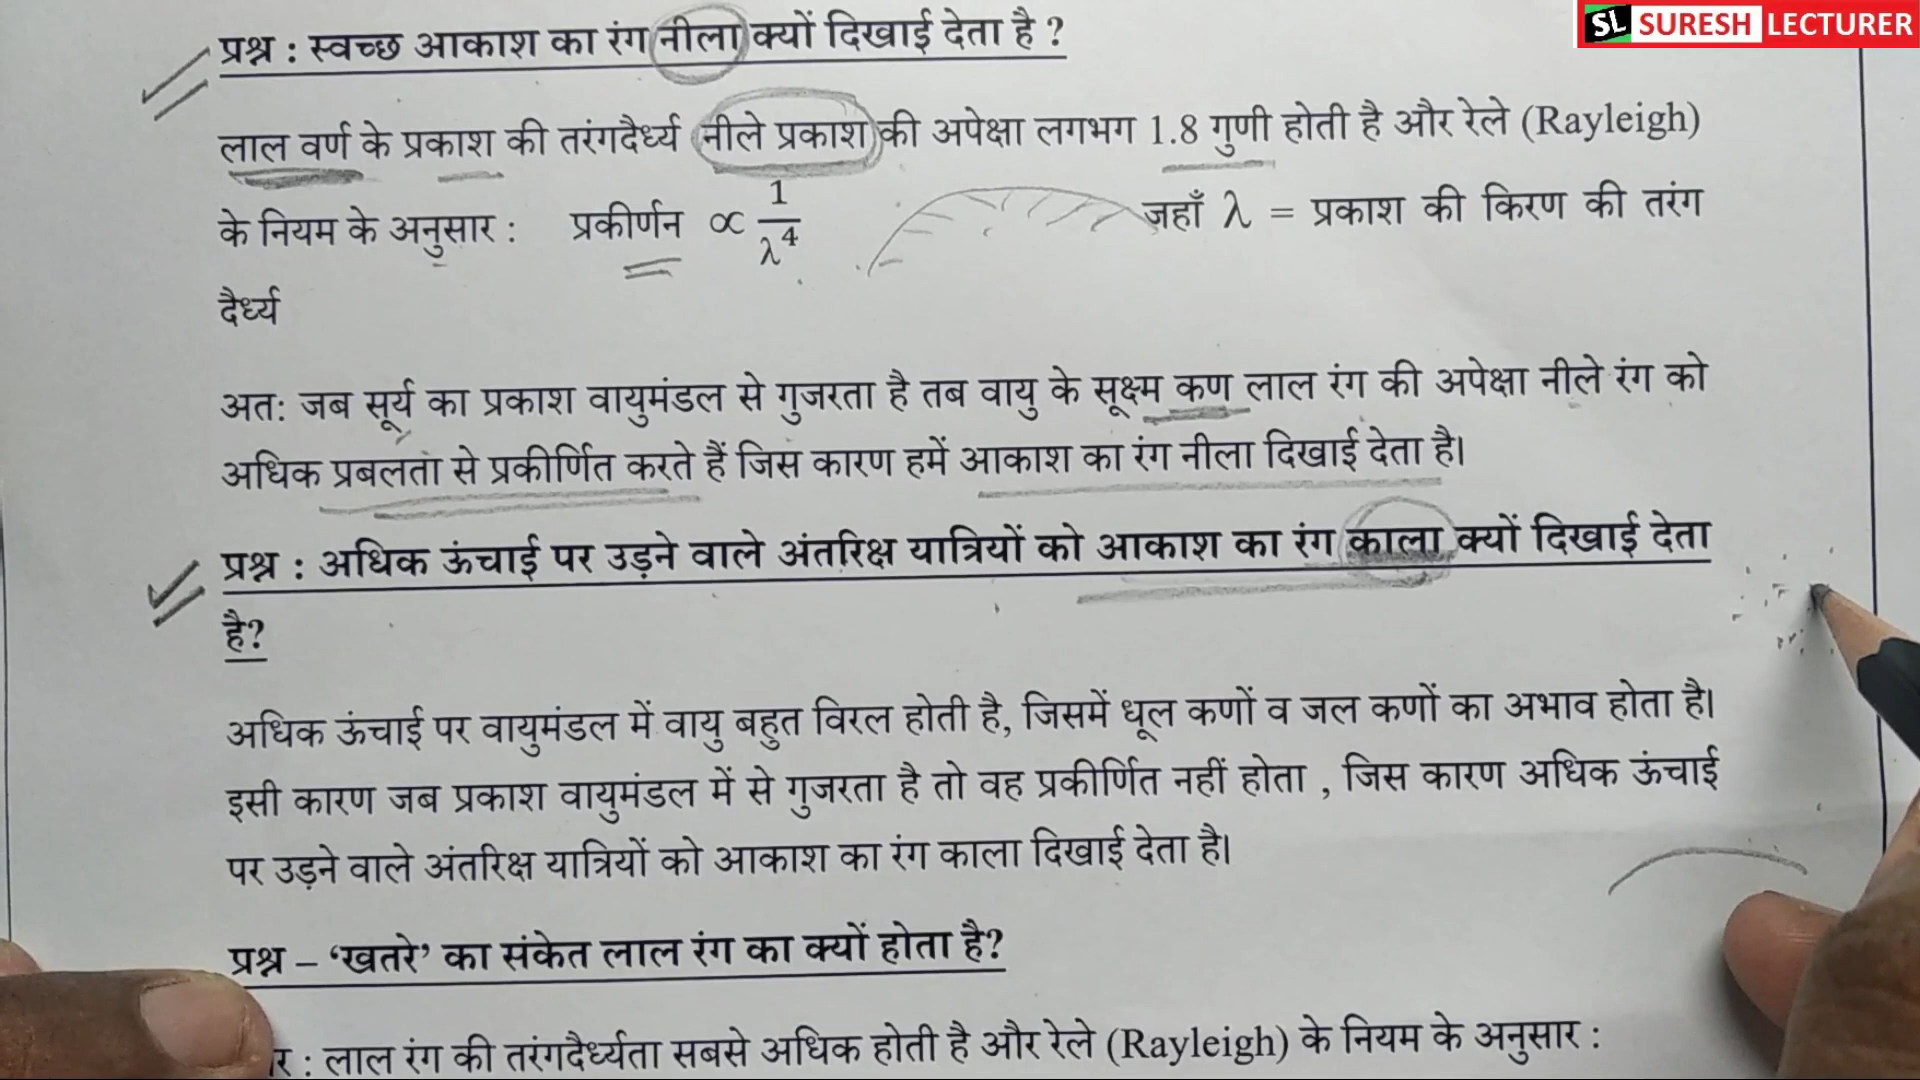 SL SURESH LECTURER
प्रश्न : स्वच्छ आकाश का रंग नीला क्यों दिखाई देता है ?
लाल वर्ण के प्रकाश की तरंगदैर्ध्य नीले प्रकाश की अपेक्षा लगभग 1.8 गुणी होती है और रेले (Rayleigh)
के नियम के अनुसार : प्रकीर्णन ∝ 1/λ⁴ जहाँ λ = प्रकाश की किरण की तरंग
दैर्ध्य
अत: जब सूर्य का प्रकाश वायुमंडल से गुजरता है तब वायु के सूक्ष्म कण लाल रंग की अपेक्षा नीले रंग को
अधिक प्रबलता से प्रकीर्णित करते हैं जिस कारण हमें आकाश का रंग नीला दिखाई देता है।
प्रश्न : अधिक ऊंचाई पर उड़ने वाले अंतरिक्ष यात्रियों को आकाश का रंग काला क्यों दिखाई देता
है?
अधिक ऊंचाई पर वायुमंडल में वायु बहुत विरल होती है, जिसमें धूल कणों व जल कणों का अभाव होता है।
इसी कारण जब प्रकाश वायुमंडल में से गुजरता है तो वह प्रकीर्णित नहीं होता , जिस कारण अधिक ऊंचाई
पर उड़ने वाले अंतरिक्ष यात्रियों को आकाश का रंग काला दिखाई देता है।
प्रश्न – ‘खतरे’ का संकेत लाल रंग का क्यों होता है?
: लाल रंग की तरंगदैर्ध्यता सबसे अधिक होती है और रेले (Rayleigh) के नियम के अनुसार :